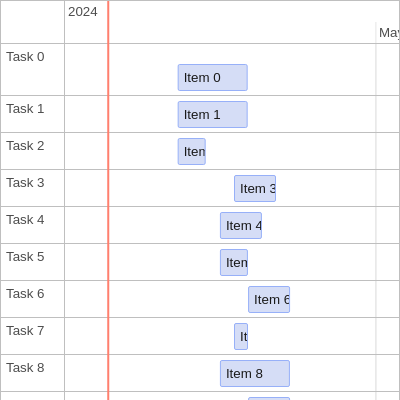 2024
May
Task 0
Item 0
Task 1
Item 1
Task 2
Item
Task 3
Item 3
Task 4
Item 4
Task 5
Item
Task 6
Item 6
Task 7
It
Task 8
Item 8